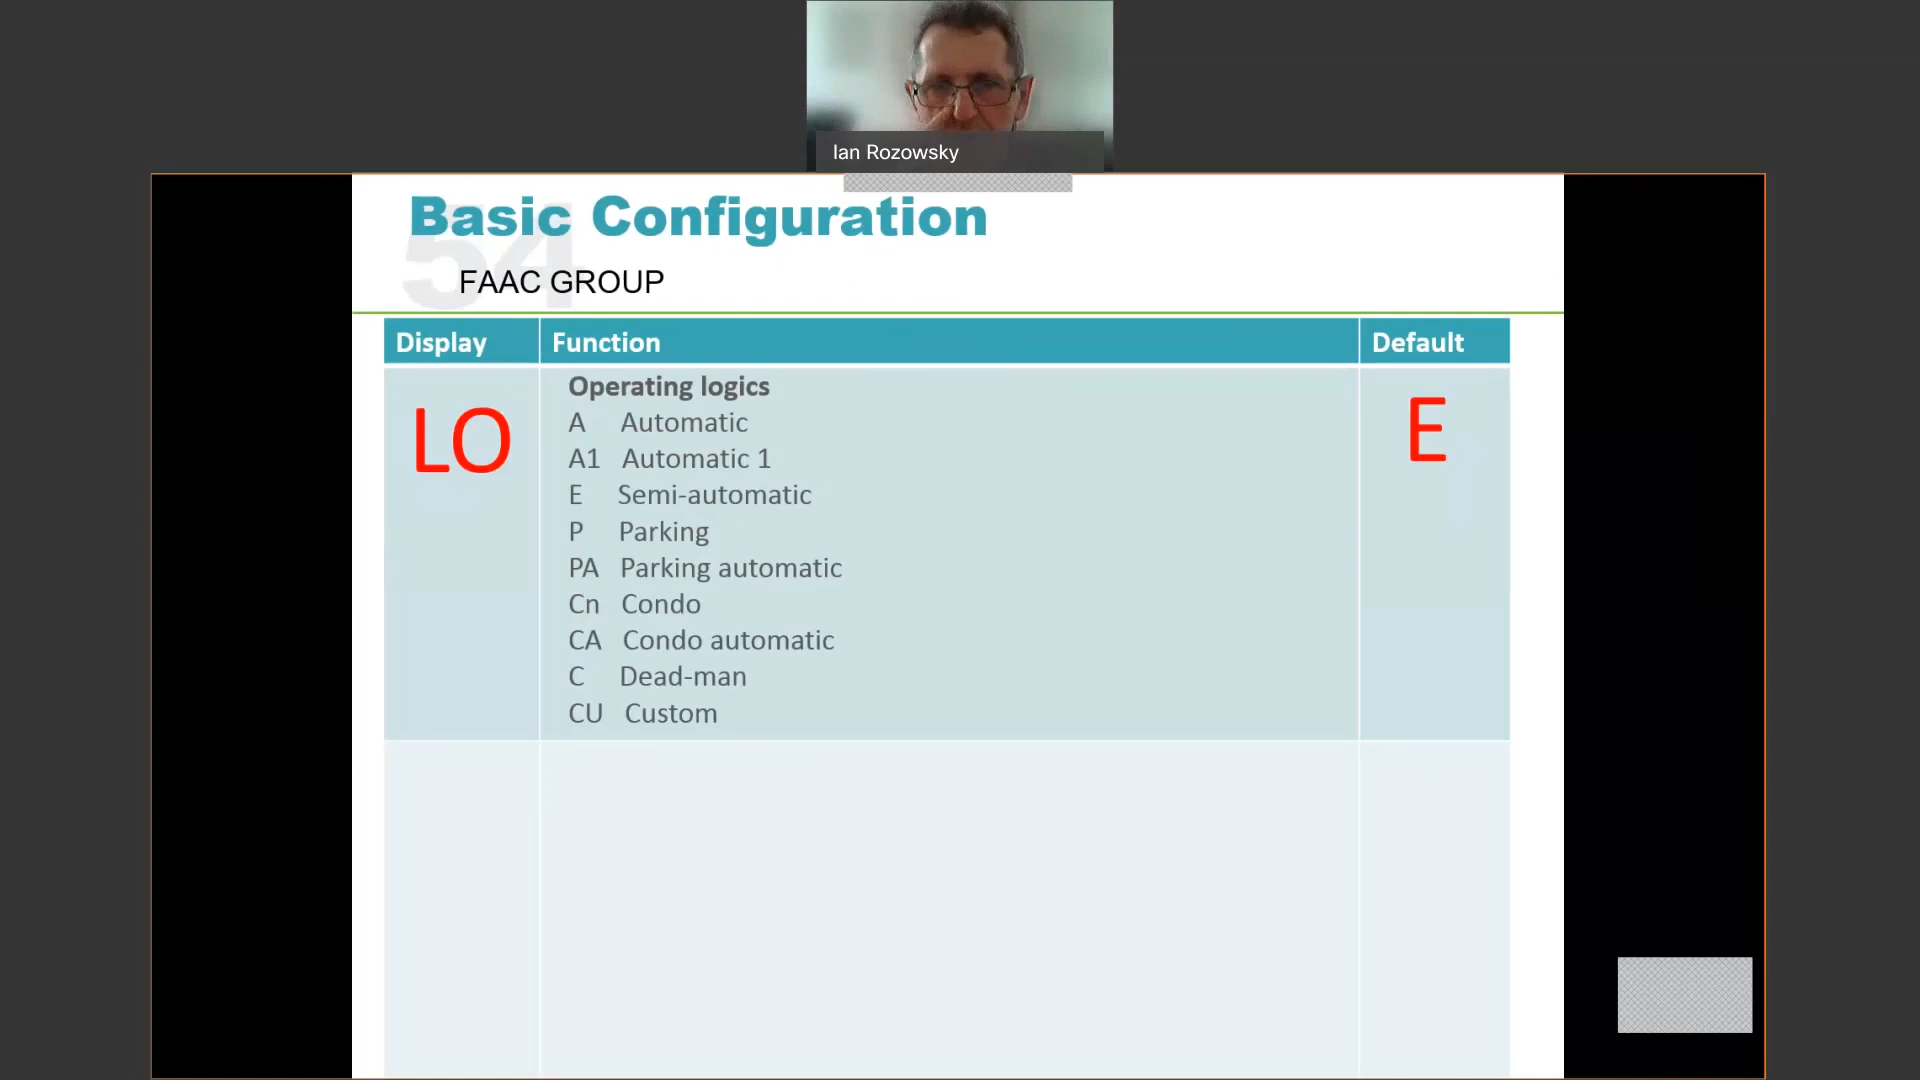 Ian Rozowsky
Basic Configuration
54
FAAC GROUP
Display Function Default
LO
Operating logics
A Automatic
A1 Automatic 1
E Semi-automatic
P Parking
PA Parking automatic
Cn Condo
CA Condo automatic
C Dead-man
CU Custom
E